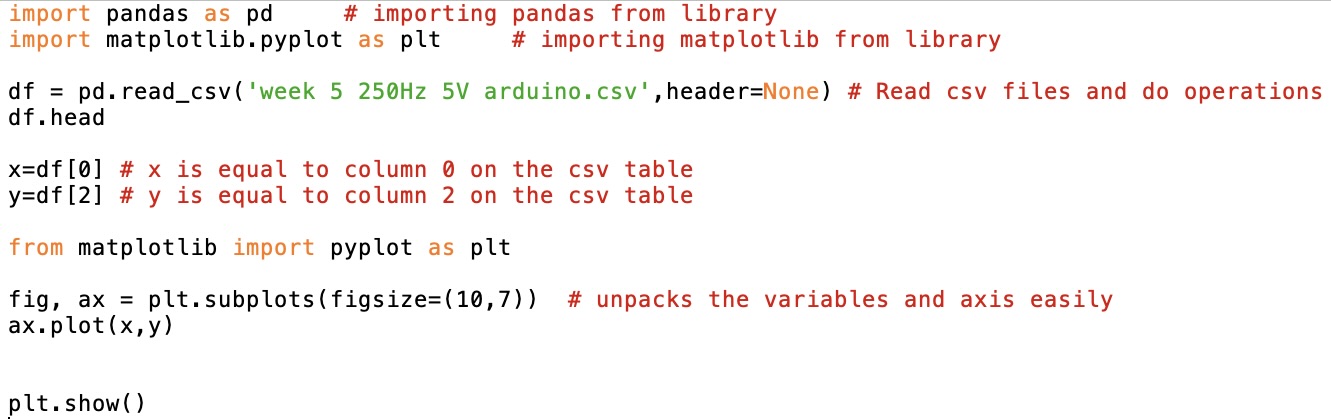 import pandas as pd     # importing pandas from library
import matplotlib.pyplot as plt     # importing matplotlib from library
df = pd.read_csv('week 5 250Hz 5V arduino.csv',header=None) # Read csv files and do operations
df.head
x=df[0] # x is equal to column 0 on the csv table
y=df[2] # y is equal to column 2 on the csv table
from matplotlib import pyplot as plt
fig, ax = plt.subplots(figsize=(10,7))  # unpacks the variables and axis easily
ax.plot(x,y)
plt.show()